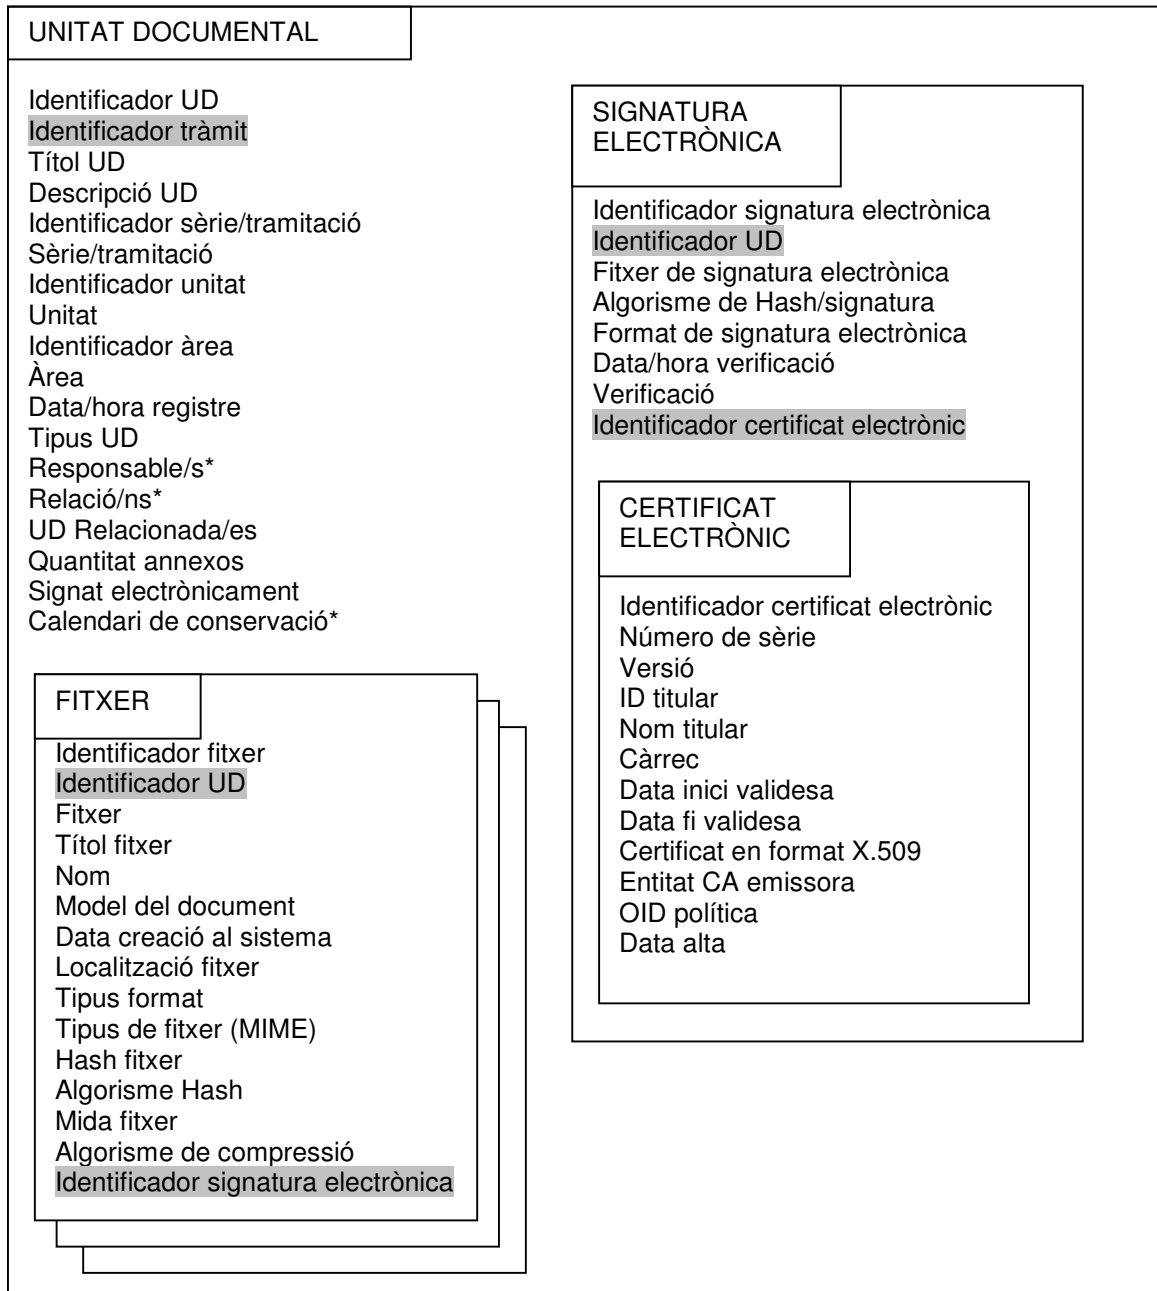 UNITAT DOCUMENTAL
Identificador UD
Identificador tràmit
Títol UD
Descripció UD
Identificador sèrie/tramitació
Sèrie/tramitació
Identificador unitat
Unitat
Identificador àrea
Àrea
Data/hora registre
Tipus UD
Responsable/s*
Relació/ns*
UD Relacionada/es
Quantitat annexos
Signat electrònicament
Calendari de conservació*
FITXER
Identificador fitxer
Identificador UD
Fitxer
Títol fitxer
Nom
Model del document
Data creació al sistema
Localització fitxer
Tipus format
Tipus de fitxer (MIME)
Hash fitxer
Algorisme Hash
Mida fitxer
Algorisme de compressió
Identificador signatura electrònica
SIGNATURA
ELECTRÒNICA
Identificador signatura electrònica
Identificador UD
Fitxer de signatura electrònica
Algorisme de Hash/signatura
Format de signatura electrònica
Data/hora verificació
Verificació
Identificador certificat electrònic
CERTIFICAT
ELECTRÒNIC
Identificador certificat electrònic
Número de sèrie
Versió
ID titular
Nom titular
Càrrec
Data inici validesa
Data fi validesa
Certificat en format X.509
Entitat CA emissora
OID política
Data alta